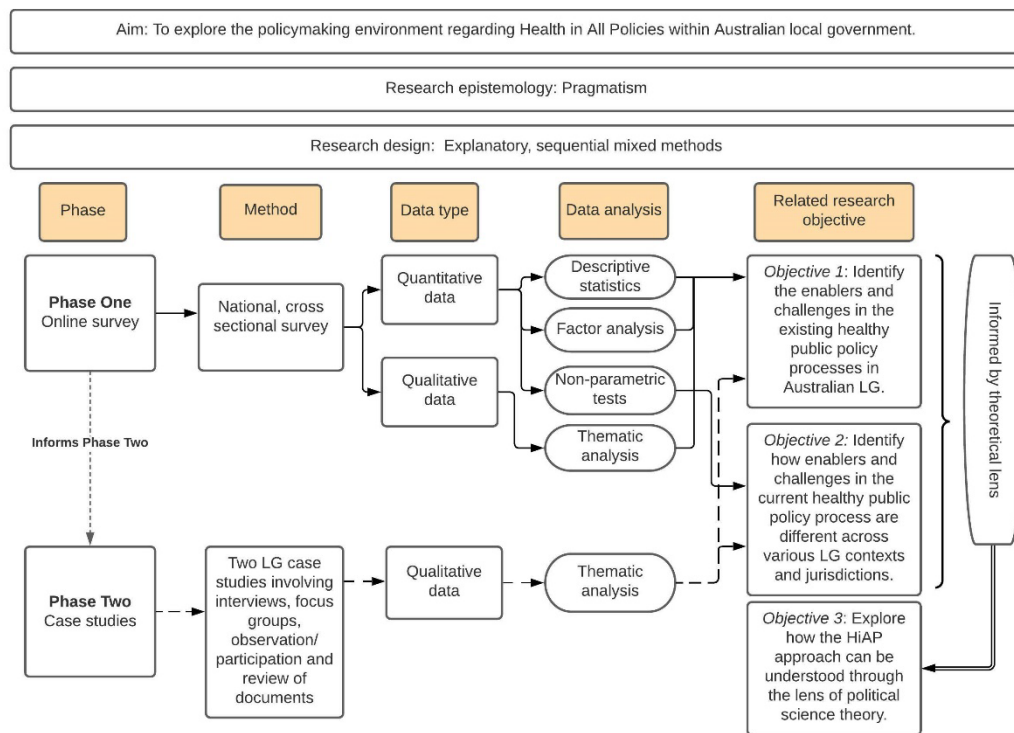 Aim: To explore the policymaking environment regarding Health in All Policies within Australian local government.
Research epistemology: Pragmatism
Research design: Explanatory, sequential mixed methods
Phase
Method
Data type
Data analysis
Related research
objective
Phase One
Online survey
National, cross
sectional survey
Quantitative
data
Qualitative
data
Descriptive
statistics
Factor analysis
Non-parametric
tests
Thematic
analysis
Objective 1: Identify
the enablers and
challenges in the
existing healthy
public policy
processes in
Australian LG.
Objective 2: Identify
how enablers and
challenges in the
current healthy public
policy process are
different across
various LG contexts
and jurisdictions.
Informed by theoretical lens
Informs Phase Two
Phase Two
Case studies
Two LG case
studies involving
interviews, focus
groups,
observation/
participation and
review of
documents
Qualitative
data
Thematic
analysis
Objective 3: Explore
how the HiAP
approach can be
understood through
the lens of political
science theory.